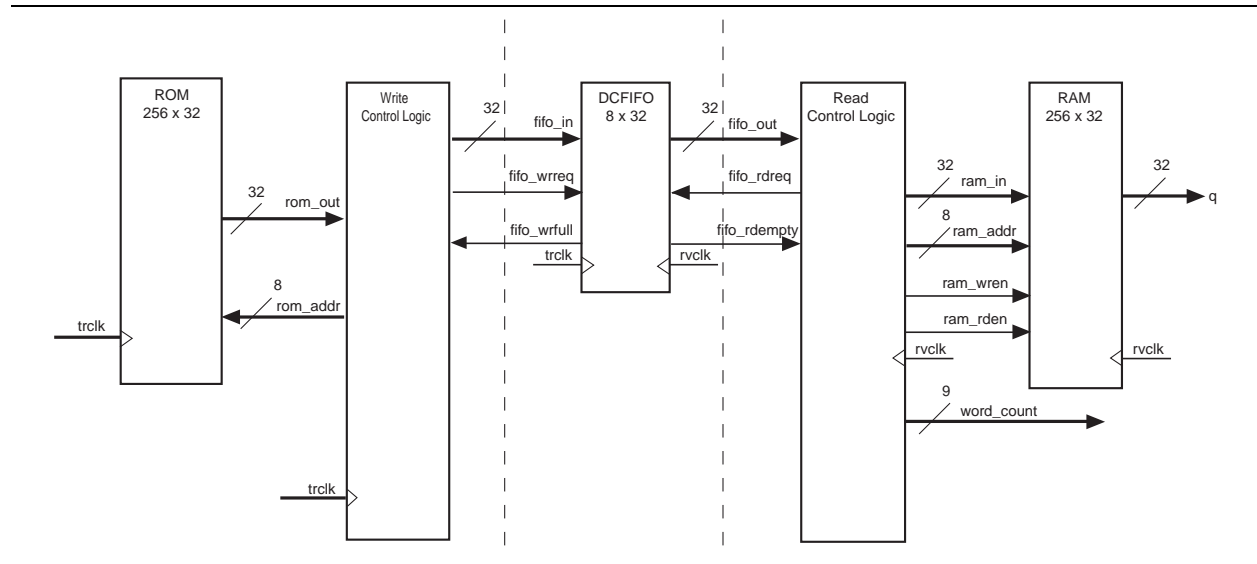 ROM
256 x 32
32
rom_out
8
rom_addr
trclk
Write
Control Logic
trclk
32
fifo_in
fifo_wrreq
fifo_wrfull
trclk
DCFIFO
8 x 32
32
fifo_out
fifo_rdreq
fifo_rdempty
rvclk
Read
Control Logic
32
ram_in
8
ram_addr
ram_wren
ram_rden
rvclk
9
word_count
RAM
256 x 32
32
q
rvclk